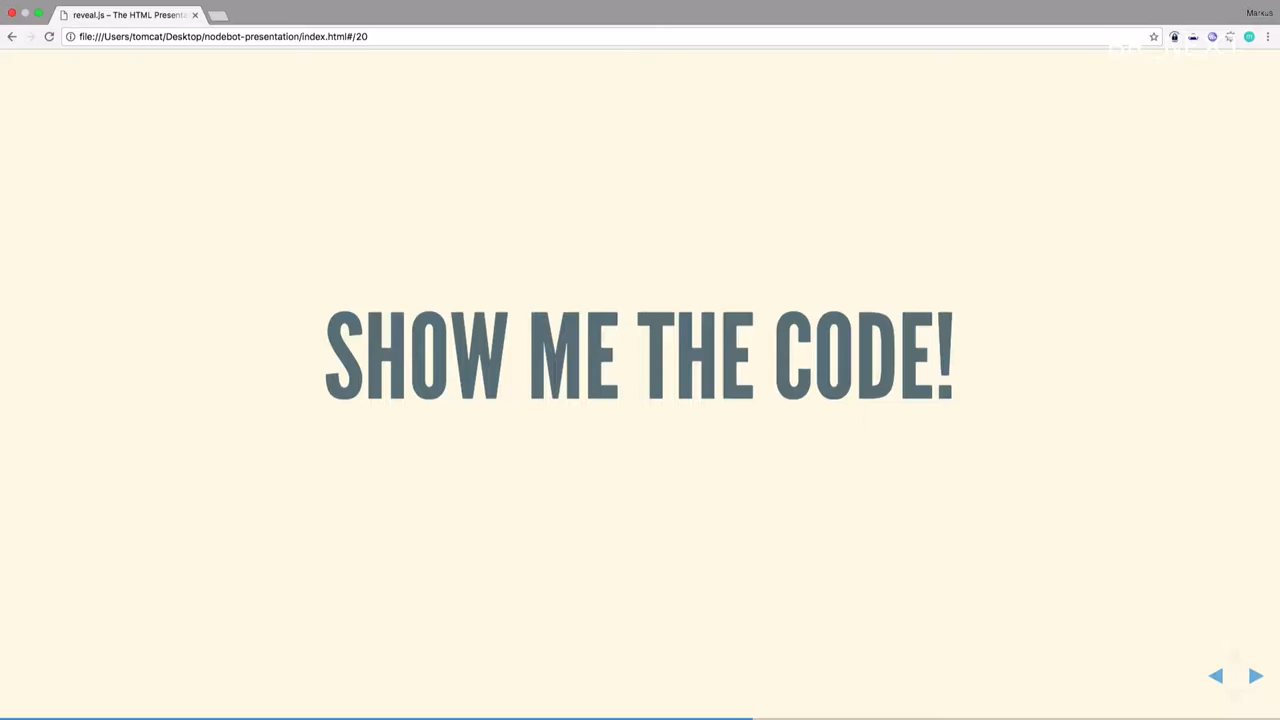 reveal.js – The HTML Presenta
Markus
file:///Users/tomcat/Desktop/nodebot-presentation/index.html#/20
SHOW ME THE CODE!